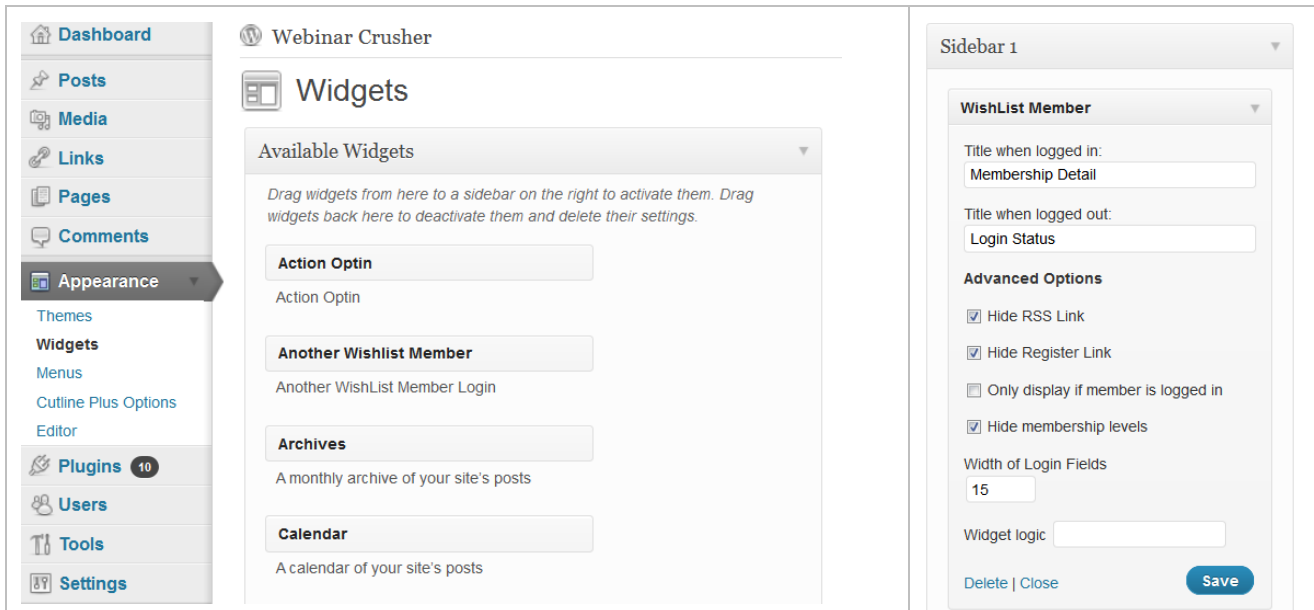 Dashboard
Posts
Media
Links
Pages
Comments
Appearance
Themes
Widgets
Menus
Cutline Plus Options
Editor
Plugins 10
Users
Tools
Settings
Webinar Crusher
Widgets
Available Widgets
Drag widgets from here to a sidebar on the right to activate them. Drag
widgets back here to deactivate them and delete their settings.
Action Optin
Action Optin
Another Wishlist Member
Another WishList Member Login
Archives
A monthly archive of your site's posts
Calendar
A calendar of your site's posts
Sidebar 1
WishList Member
Title when logged in:
Membership Detail
Title when logged out:
Login Status
Advanced Options
Hide RSS Link
Hide Register Link
Only display if member is logged in
Hide membership levels
Width of Login Fields
15
Widget logic
Delete | Close
Save